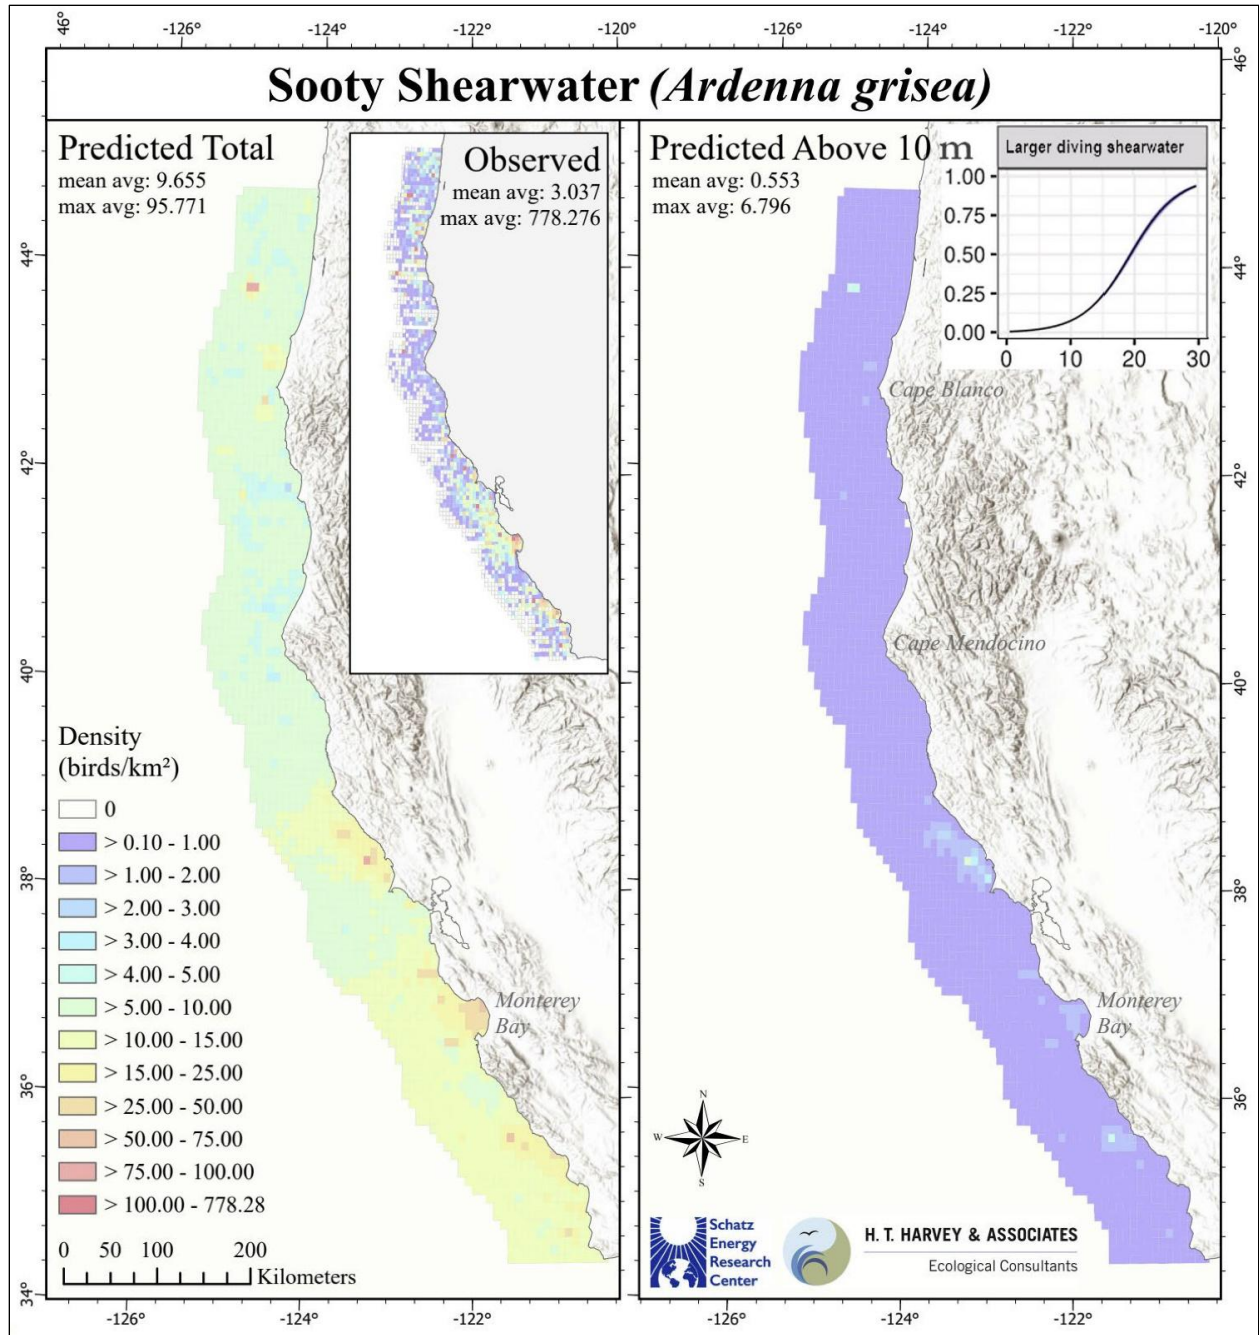 46°
-126°
-124°
-122°
-120°
-126°
-124°
-122°
-120°
46°
Sooty Shearwater (Ardenna grisea)
Predicted Total
mean avg: 9.655
max avg: 95.771
Observed
mean avg: 3.037
max avg: 778.276
Predicted Above 10 m
mean avg: 0.553
max avg: 6.796
Larger diving shearwater
1.00
0.75
0.50
0.25
0.00
0
10
20
30
44°
42°
40°
38°
36°
34°
44°
42°
40°
38°
36°
Cape Blanco
Cape Mendocino
Monterey
Bay
Monterey
Bay
Density
(birds/km²)
0
> 0.10 - 1.00
> 1.00 - 2.00
> 2.00 - 3.00
> 3.00 - 4.00
> 4.00 - 5.00
> 5.00 - 10.00
> 10.00 - 15.00
> 15.00 - 25.00
> 25.00 - 50.00
> 50.00 - 75.00
> 75.00 - 100.00
> 100.00 - 778.28
0 50 100 200
Kilometers
N
W
E
S
Schatz
Energy
Research
Center
H. T. HARVEY & ASSOCIATES
Ecological Consultants
-126°
-124°
-122°
-126°
-124°
-122°